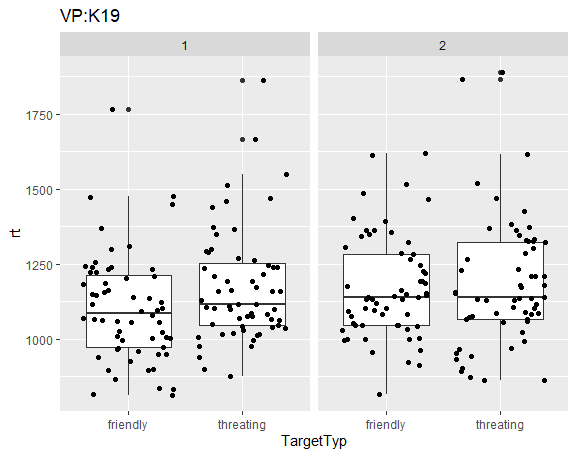 VP:K19
1 2
rt
1750
1500
1250
1000
friendly threating friendly threating
TargetTyp